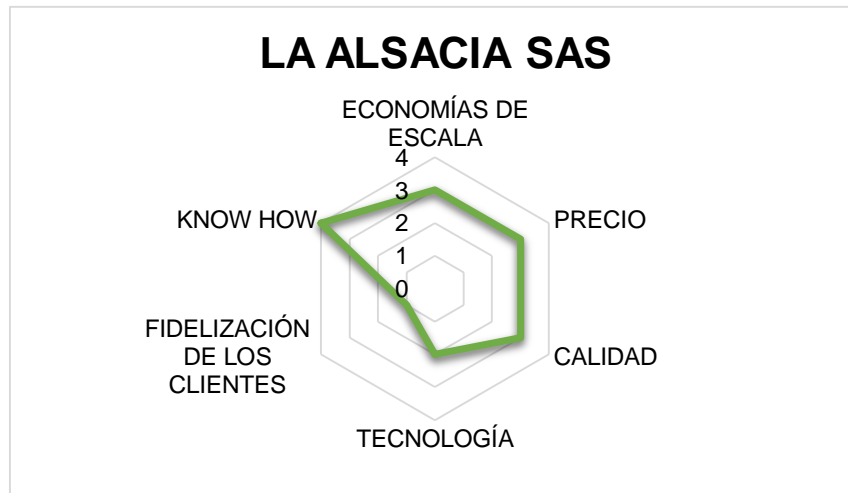 LA ALSACIA SAS
ECONOMÍAS DE
ESCALA
4
3
2
1
0
KNOW HOW
PRECIO
FIDELIZACIÓN
DE LOS
CLIENTES
CALIDAD
TECNOLOGÍA